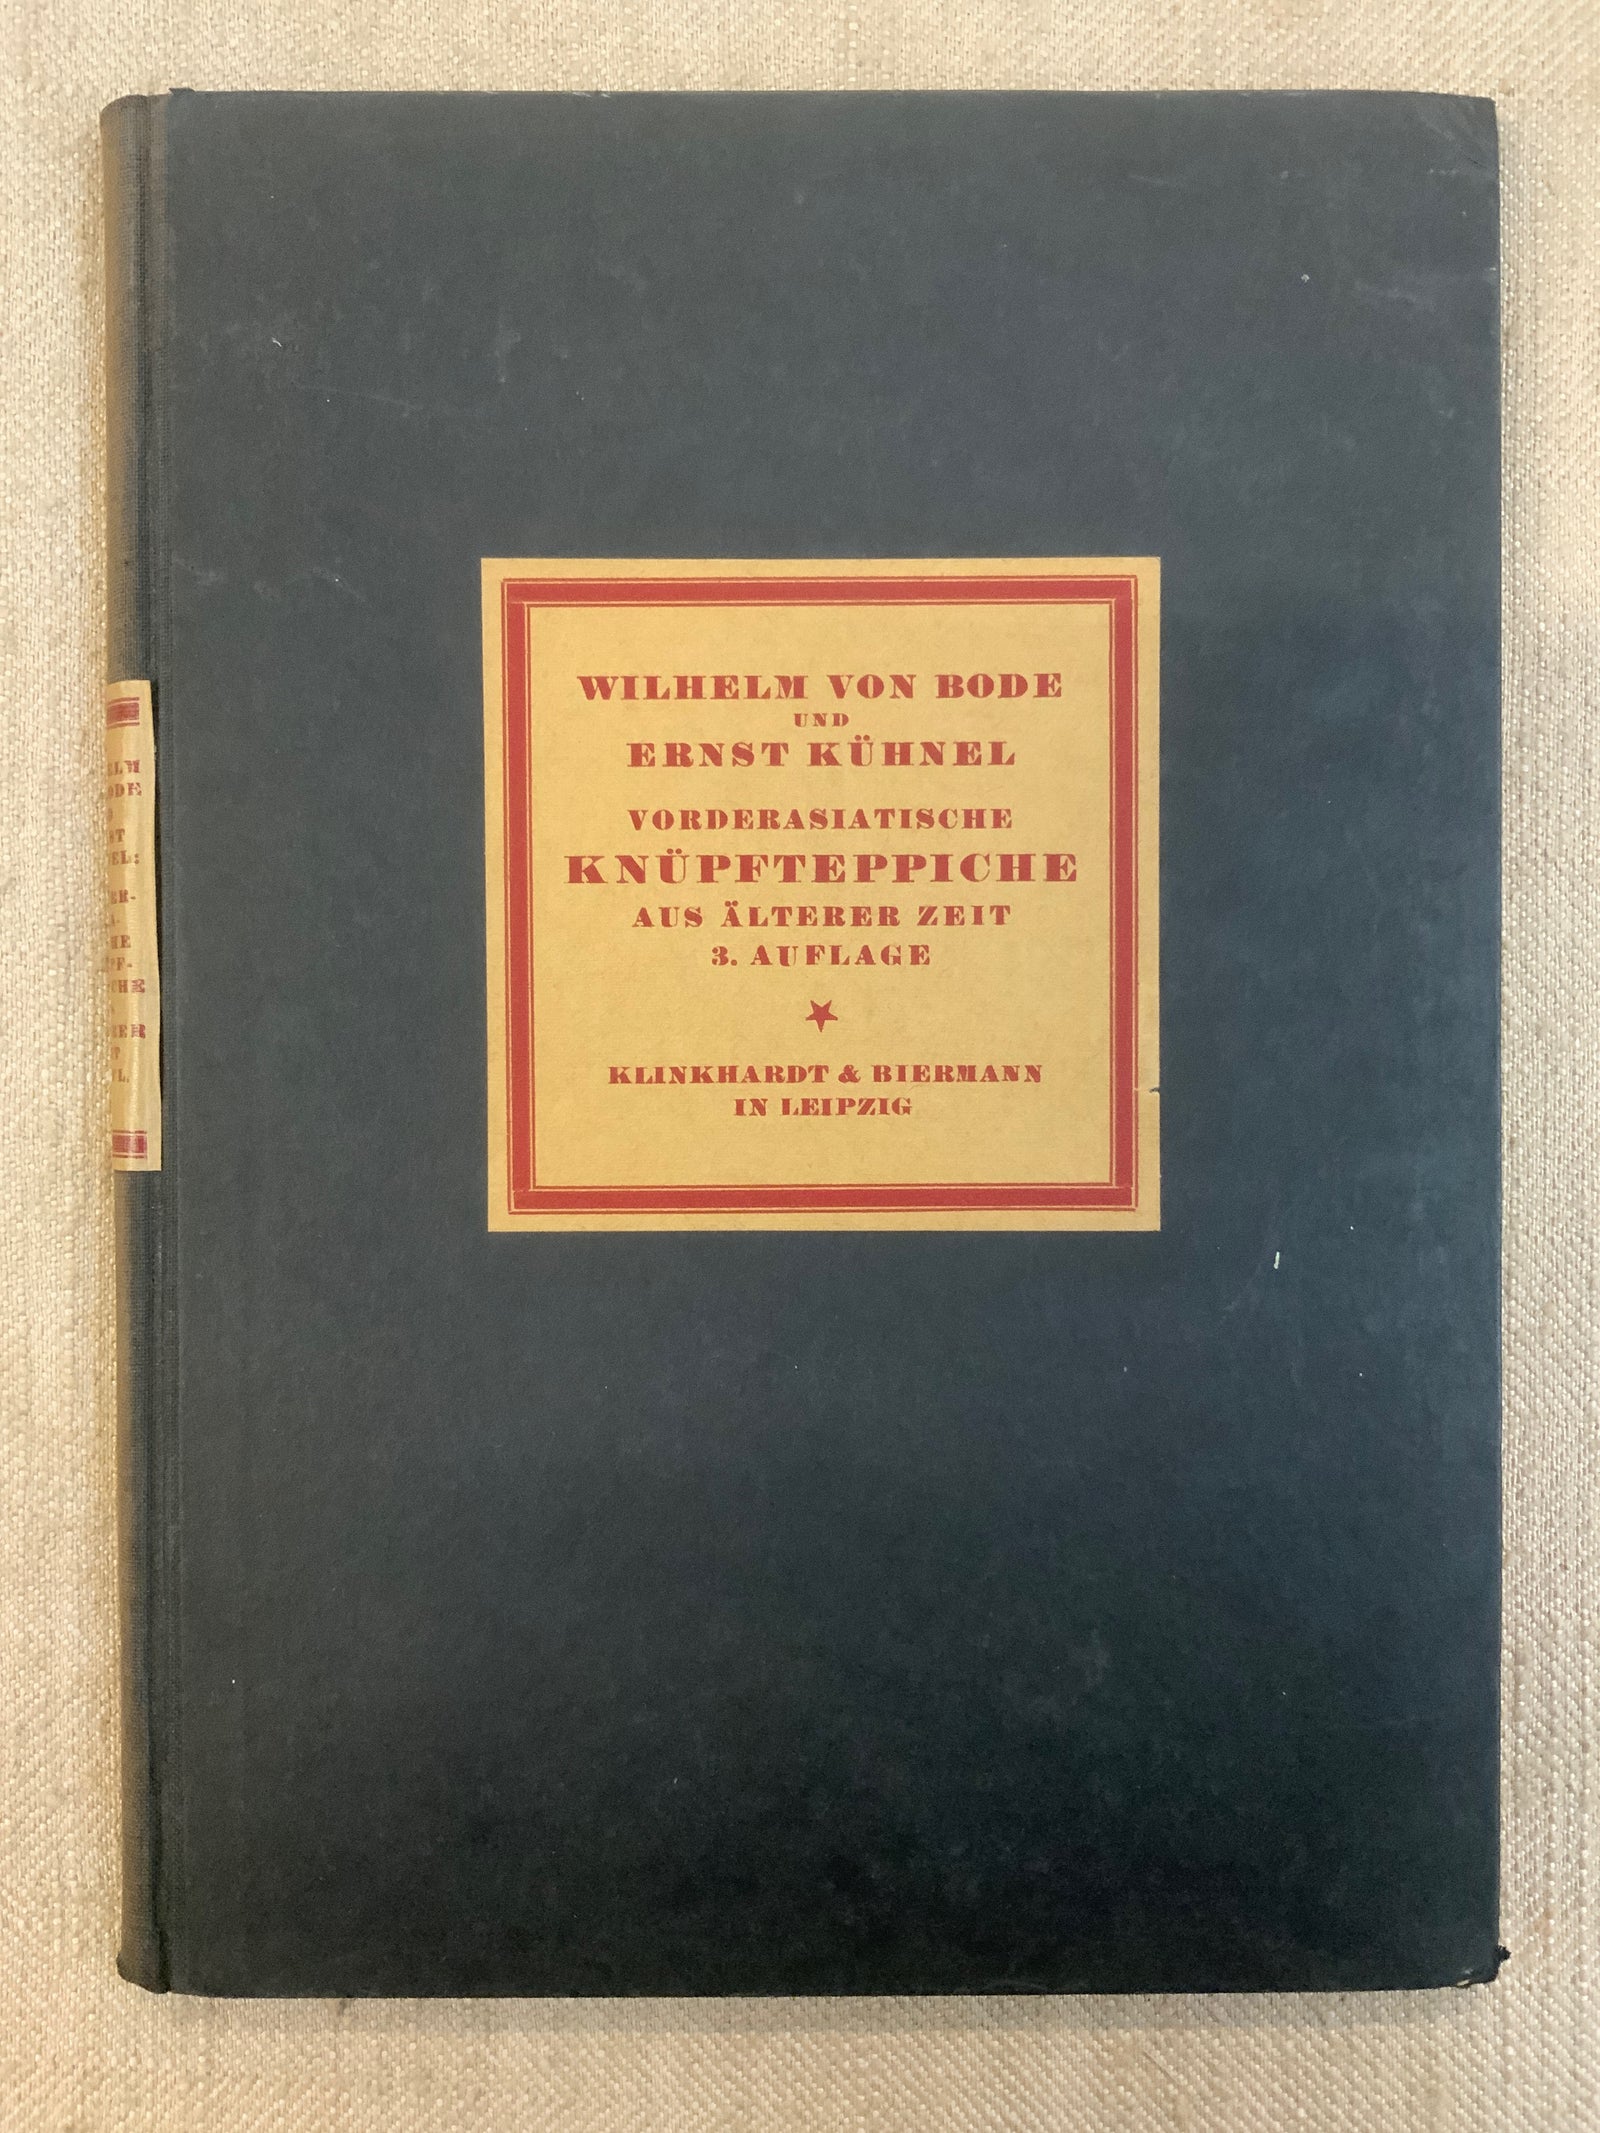 WILHELM VON BODE
UND
ERNST KÜHNEL
VORDERASIATISCHE
KNÜPFTEPPICHE
AUS ÄLTERER ZEIT
3. AUFLAGE
KLINKHARDT & BIERMANN
IN LEIPZIG